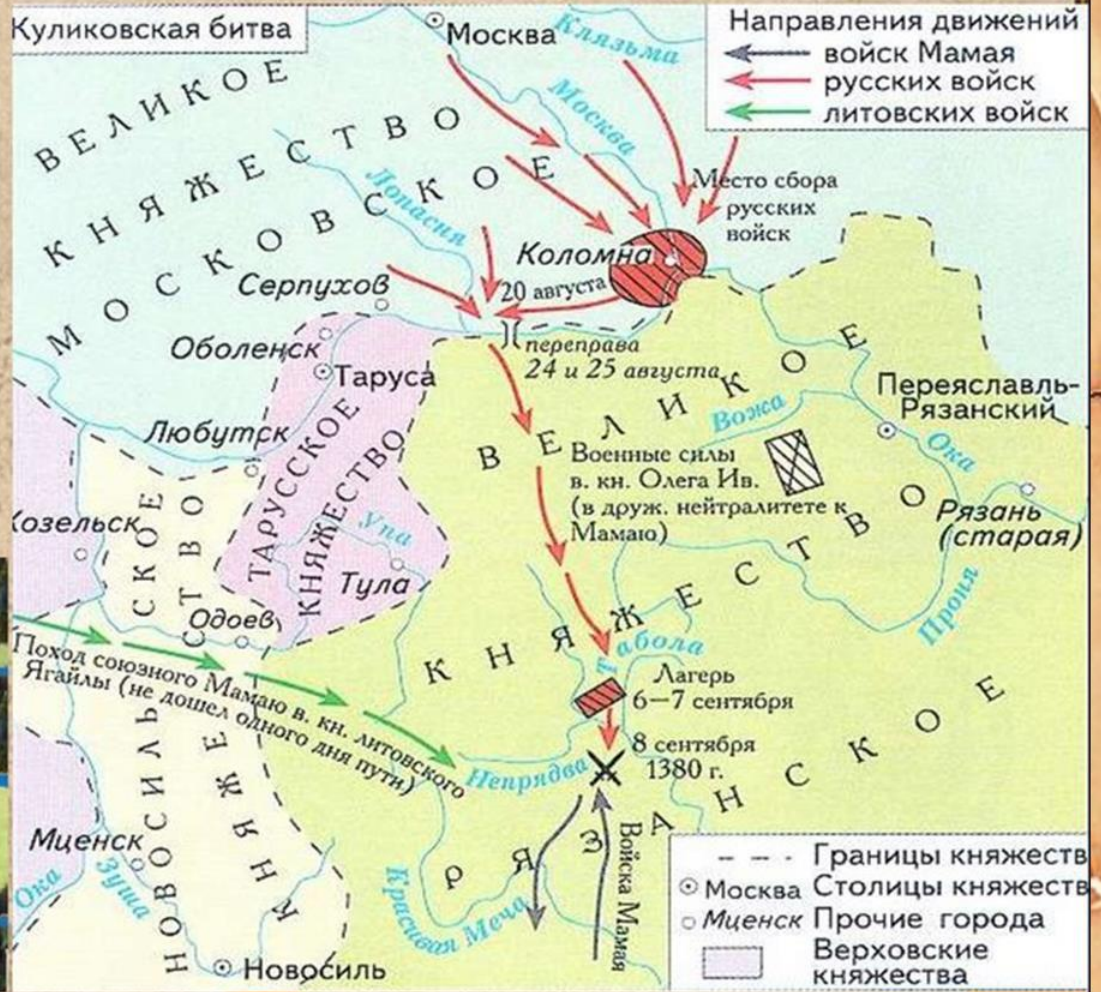 Куликовская битва
Москва
Клязьма
Направления движений
войск Мамая
русских войск
литовских войск
ВЕЛИКОЕ
КНЯЖЕСТВО
МОСКОВСКОЕ
Москва
Лопасня
Место сбора
русских
войск
Коломна
Серпухов
20 августа
Оболенск
переправа
24 и 25 августа
Таруса
Любутск
ТАРУССКОЕ
КНЯЖЕСТВО
Упа
Тула
Козельск
Одоев
ВЕЛИКОЕ
КНЯЖЕСТВО
РЯЗАНСКОЕ
Вожа
Переяславль-
Рязанский
Ока
Военные силы
в. кн. Олега Ив.
(в друж. нейтралитете к
Мамаю)
Рязань
(старая)
Проня
Табола
Лагерь
6–7 сентября
8 сентября
1380 г.
Непрядва
Поход союзного Мамаю в. кн. литовского
Ягайлы (не дошел одного дня пути)
НОВОСИЛЬСКОЕ
КНЯЖЕСТВО
Мценск
Ока
Зуша
Новосиль
Красивая Меча
Войска Мамая
Границы княжеств
Москва Столицы княжеств
Мценск Прочие города
Верховские
княжества